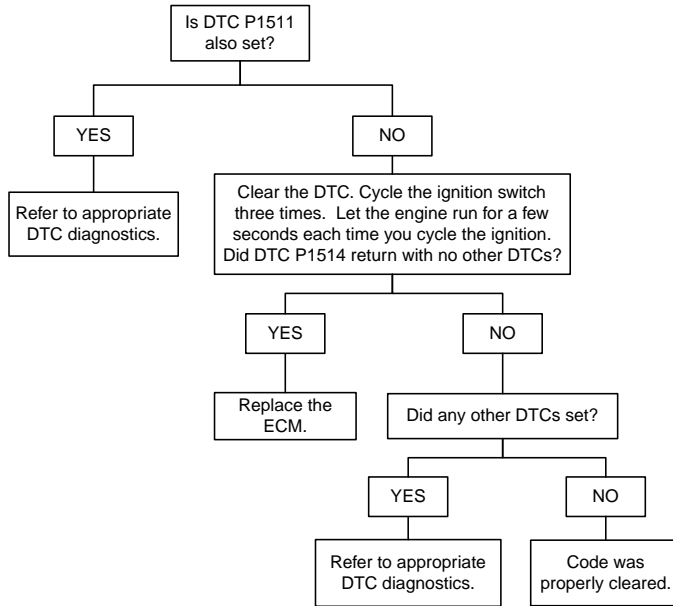 Is DTC P1511
also set?
YES
NO
Refer to appropriate
DTC diagnostics.
Clear the DTC. Cycle the ignition switch
three times.  Let the engine run for a few
seconds each time you cycle the ignition.
Did DTC P1514 return with no other DTCs?
YES
NO
Replace the
ECM.
Did any other DTCs set?
YES
NO
Refer to appropriate
DTC diagnostics.
Code was
properly cleared.